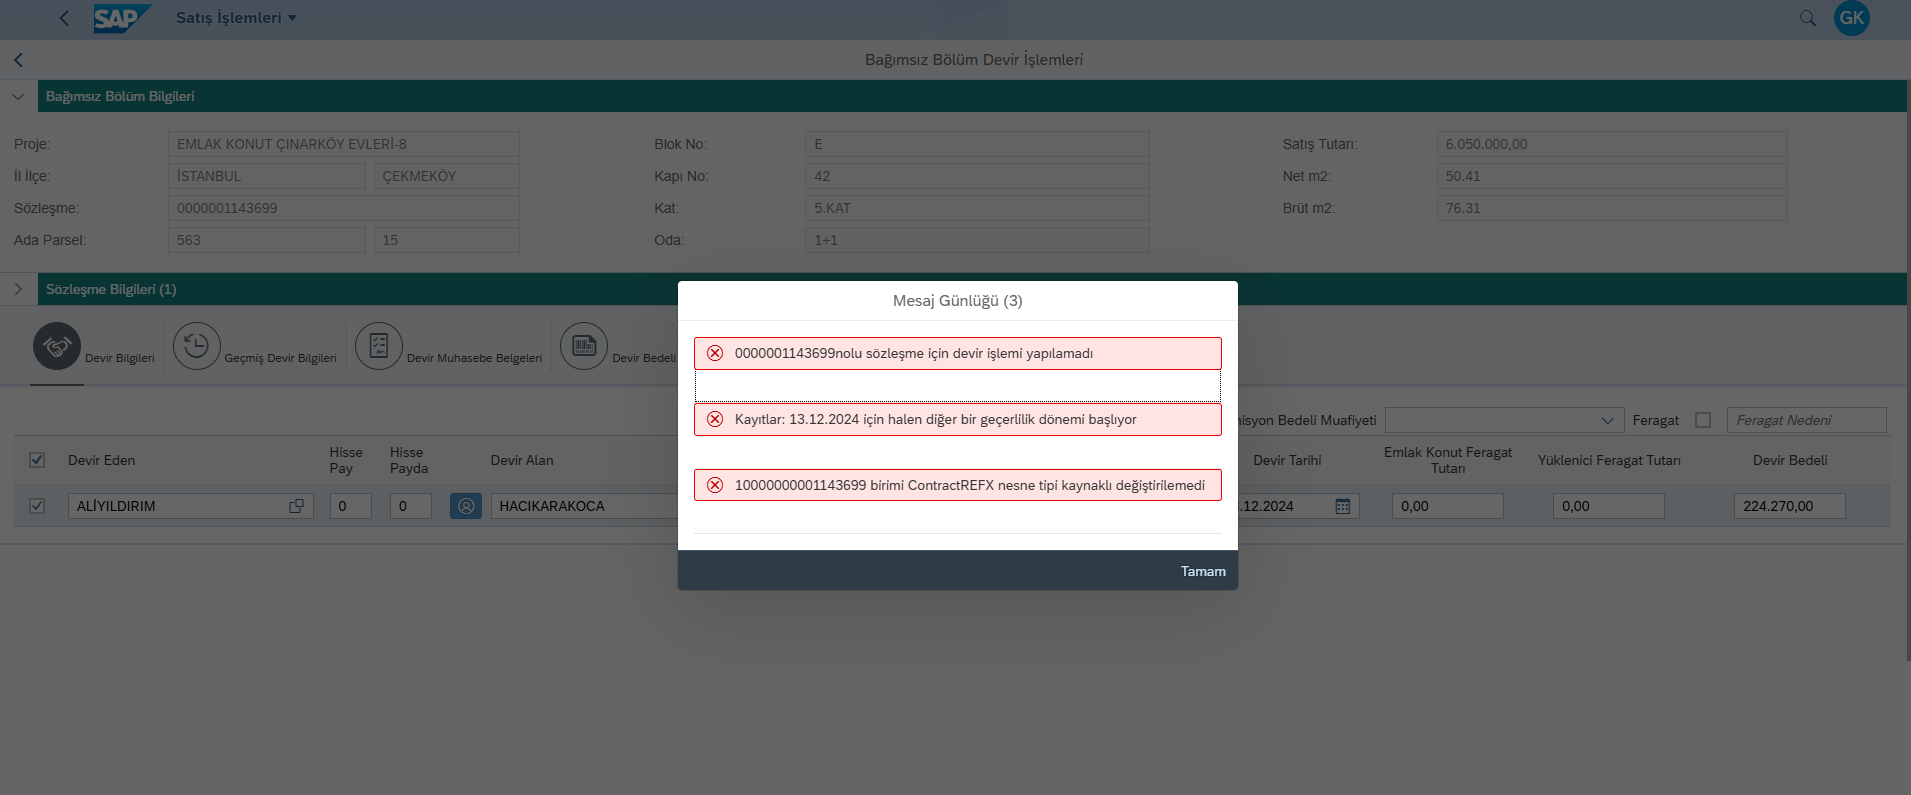 SAP Satış İşlemleri GK
Bağımsız Bölüm Devir İşlemleri
Bağımsız Bölüm Bilgileri
Proje: EMLAK KONUT ÇINARKÖY EVLERİ-8 Blok No: E Satış Tutarı: 6.050.000,00
İl İlçe: İSTANBUL ÇEKMEKÖY Kapı No: 42 Net m2: 50.41
Sözleşme: 0000001143699 Kat: 5.KAT Brüt m2: 76.31
Ada Parsel: 563 15 Oda: 1+1
Sözleşme Bilgileri (1)
Mesaj Günlüğü (3)
Devir Bilgileri Geçmiş Devir Bilgileri Devir Muhasebe Belgeleri Devir Bedeli
0000001143699nolu sözleşme için devir işlemi yapılamadı
Kayıtlar: 13.12.2024 için halen diğer bir geçerlilik dönemi başlıyor
10000000001143699 birimi ContractREFX nesne tipi kaynaklı değiştirilemedi
Tamam
Bedeli Muafiyeti Feragat Feragat Nedeni
Devir Eden Hisse Pay Hisse Payda Devir Alan Devir Tarihi Emlak Konut Feragat Tutarı Yüklenici Feragat Tutarı Devir Bedeli
ALİYILDIRIM 0 0 HACIKARAKOCA .12.2024 0,00 0,00 224.270,00